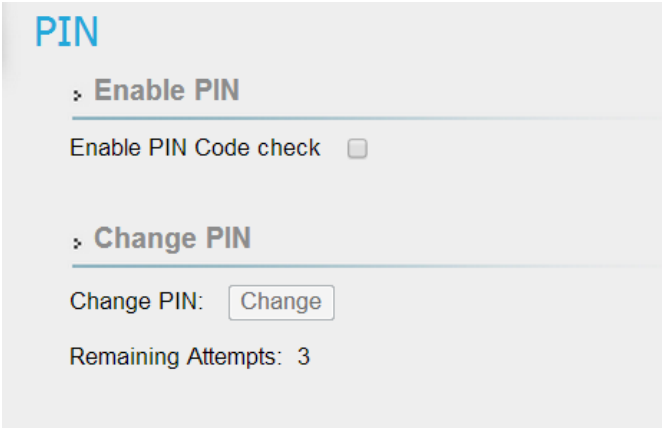 PIN
Enable PIN
Enable PIN Code check
Change PIN
Change PIN: Change
Remaining Attempts: 3